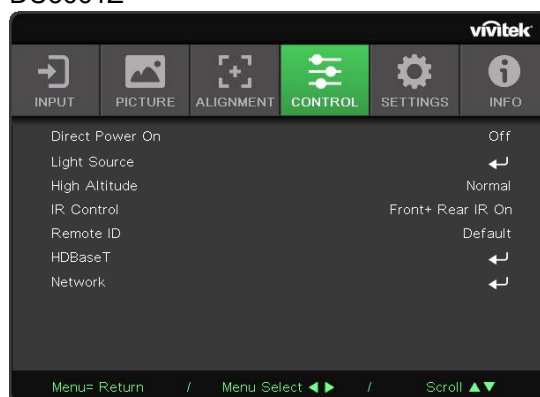 vivitek
INPUT PICTURE ALIGNMENT CONTROL SETTINGS INFO
Direct Power On Off
Light Source
High Altitude Normal
IR Control Front+ Rear IR On
Remote ID Default
HDBaseT
Network
Menu= Return / Menu Select ◀ ▶ / Scroll ▲▼